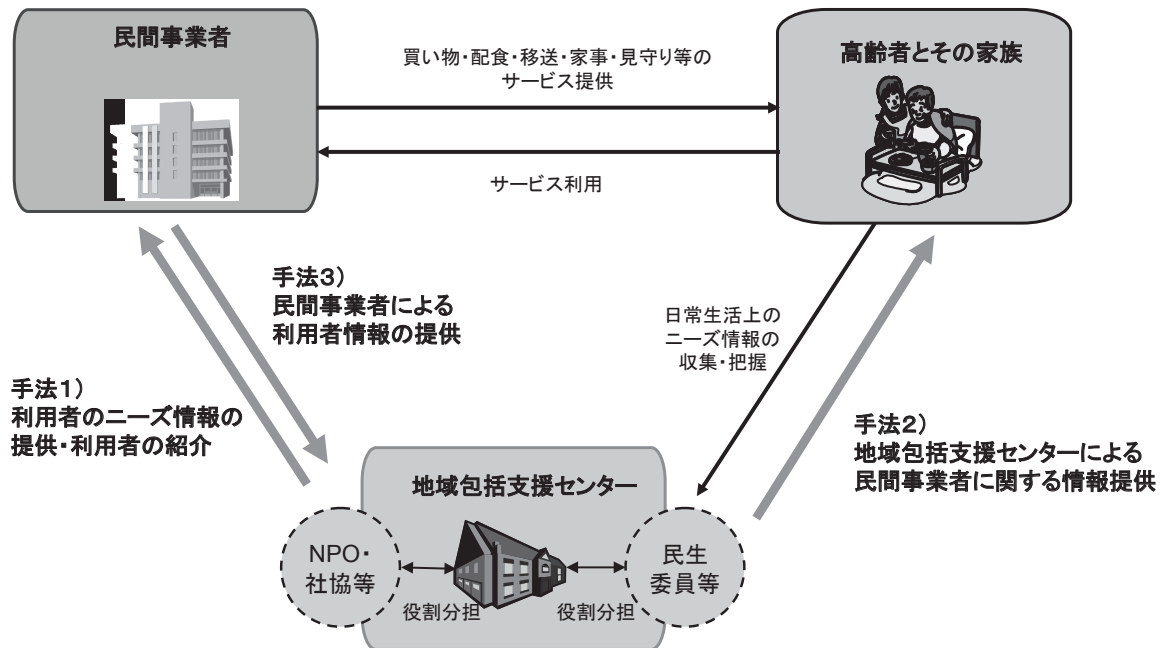 民間事業者
高齢者とその家族
買い物・配食・移送・家事・見守り等の
サービス提供
サービス利用
手法3）
民間事業者による
利用者情報の提供
日常生活上の
ニーズ情報の
収集・把握
手法1）
利用者のニーズ情報の
提供・利用者の紹介
手法2）
地域包括支援センターによる
民間事業者に関する情報提供
地域包括支援センター
NPO・
社協等
民生
委員等
役割分担
役割分担